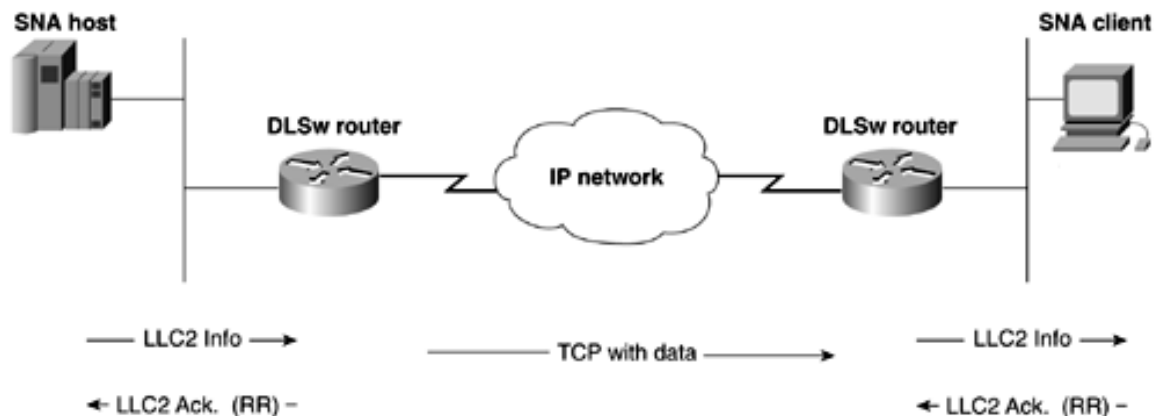 SNA host
SNA client
DLSw router
DLSw router
IP network
LLC2 Info
TCP with data
LLC2 Info
LLC2 Ack. (RR)
LLC2 Ack. (RR)